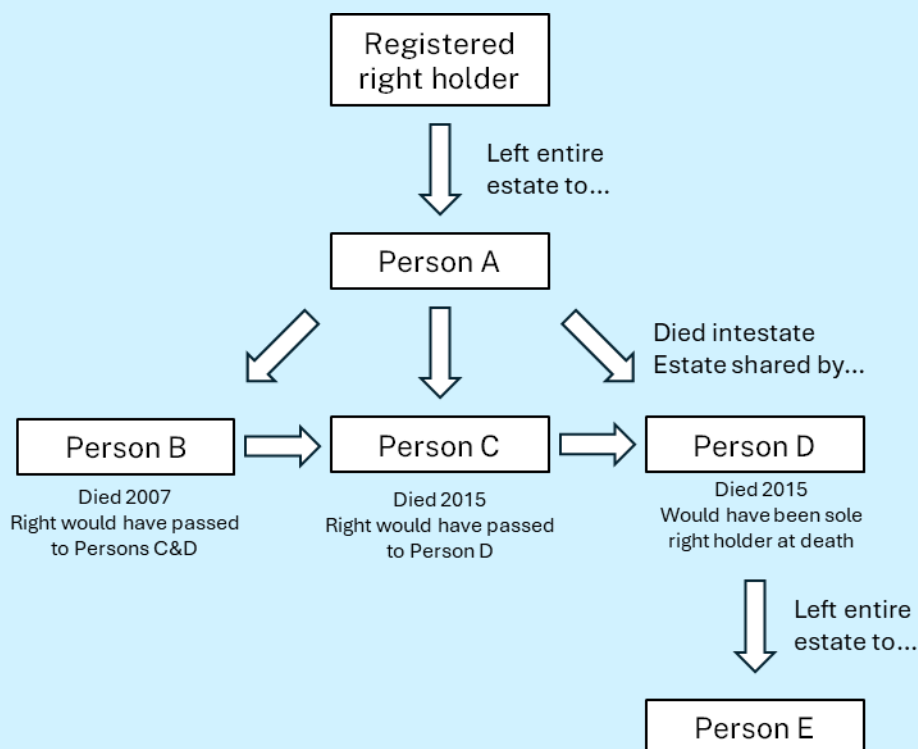 Registered
right holder
Left entire
estate to...
Person A
Died intestate
Estate shared by...
Person B
Person C
Person D
Died 2007
Right would have passed
to Persons C&D
Died 2015
Right would have passed
to Person D
Died 2015
Would have been sole
right holder at death
Left entire
estate to...
Person E